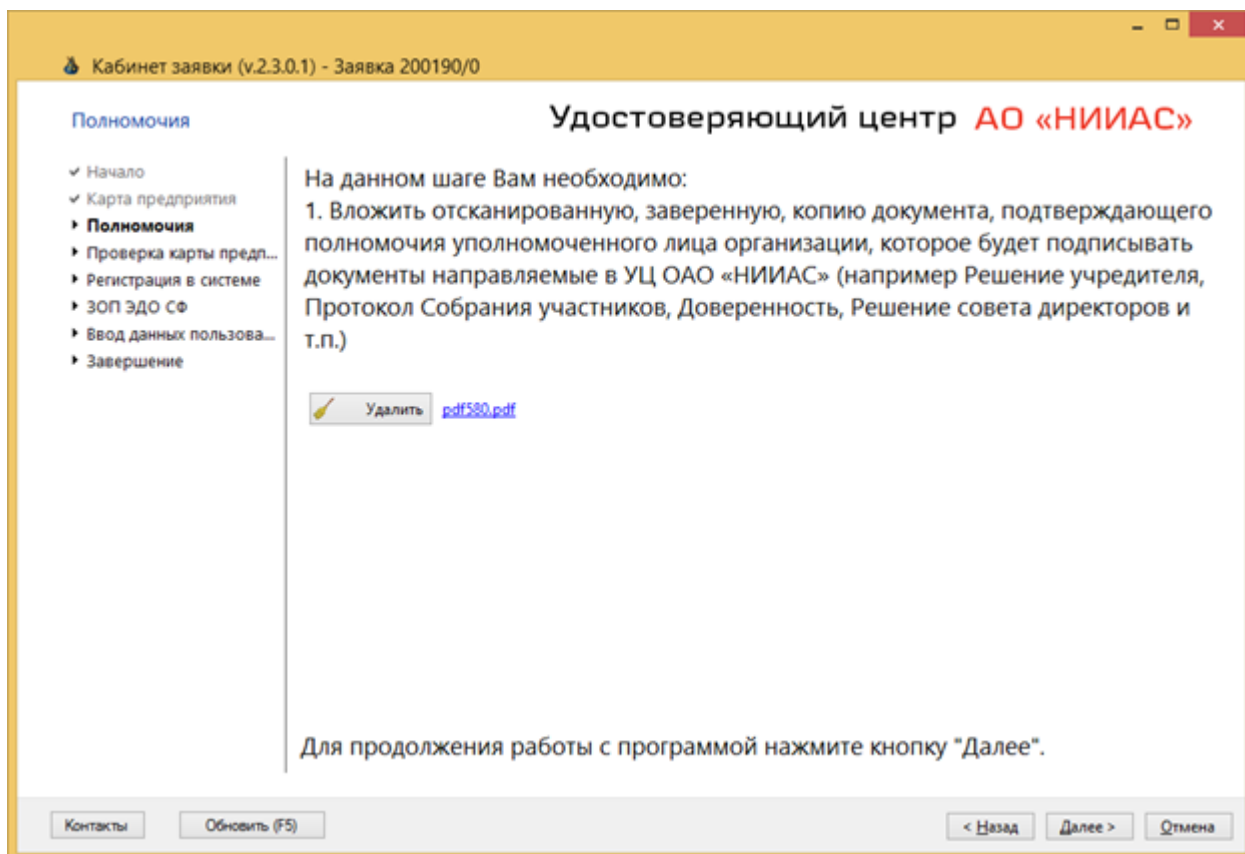 Кабинет заявки (v.2.3.0.1) - Заявка 200190/0
Полномочия
Удостоверяющий центр АО «НИИАС»
Начало
Карта предприятия
Полномочия
Проверка карты предп...
Регистрация в системе
ЗОП ЭДО СФ
Ввод данных пользова...
Завершение
На данном шаге Вам необходимо:
1. Вложить отсканированную, заверенную, копию документа, подтверждающего
полномочия уполномоченного лица организации, которое будет подписывать
документы направляемые в УЦ ОАО «НИИАС» (например Решение учредителя,
Протокол Собрания участников, Доверенность, Решение совета директоров и
т.п.)
Удалить pdf580.pdf
Для продолжения работы с программой нажмите кнопку "Далее".
Контакты Обновить (F5) < Назад Далее > Отмена